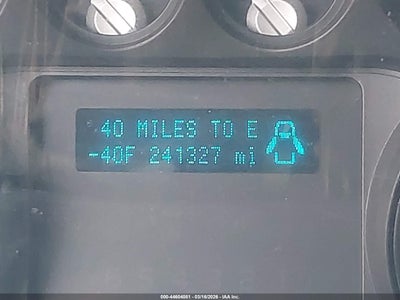 40 MILES TO E
-40F 241327 mi
000-44604081 - 03/16/2026 - IAA Inc.